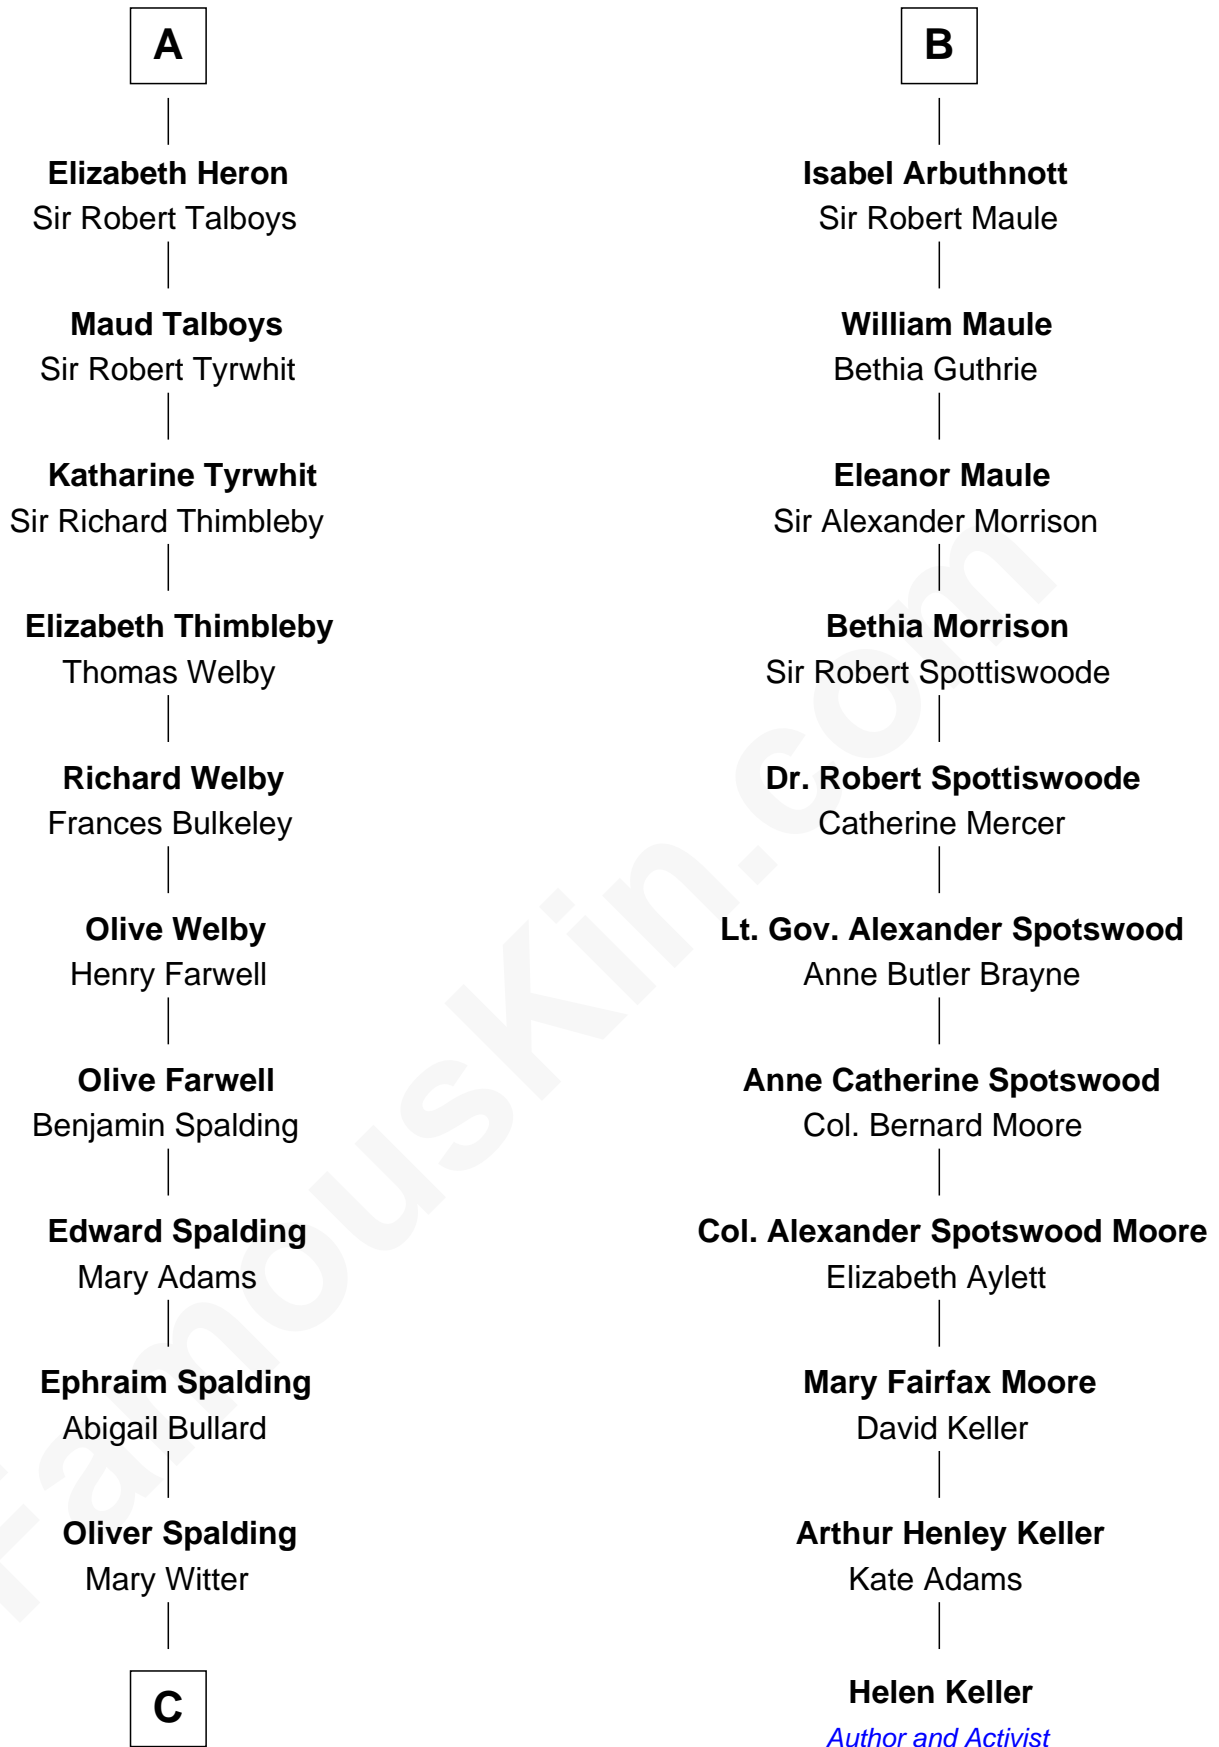 A
Elizabeth Heron
Sir Robert Talboys
Maud Talboys
Sir Robert Tyrwhit
Katharine Tyrwhit
Sir Richard Thimbleby
Elizabeth Thimbleby
Thomas Welby
Richard Welby
Frances Bulkeley
Olive Welby
Henry Farwell
Olive Farwell
Benjamin Spalding
Edward Spalding
Mary Adams
Ephraim Spalding
Abigail Bullard
Oliver Spalding
Mary Witter
C
B
Isabel Arbuthnott
Sir Robert Maule
William Maule
Bethia Guthrie
Eleanor Maule
Sir Alexander Morrison
Bethia Morrison
Sir Robert Spottiswoode
Dr. Robert Spottiswoode
Catherine Mercer
Lt. Gov. Alexander Spotswood
Anne Butler Brayne
Anne Catherine Spotswood
Col. Bernard Moore
Col. Alexander Spotswood Moore
Elizabeth Aylett
Mary Fairfax Moore
David Keller
Arthur Henley Keller
Kate Adams
Helen Keller
Author and Activist
FamousKin.com